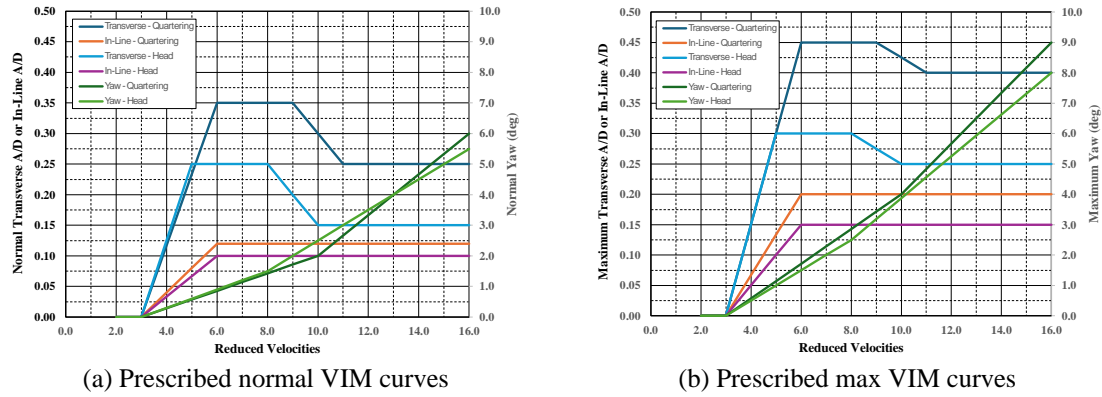 0.50
0.45
0.40
0.35
0.30
0.25
0.20
0.15
0.10
0.05
0.00
Normal Transverse A/D or In-Line A/D
Transverse - Quartering
In-Line - Quartering
Transverse - Head
In-Line - Head
Yaw - Quartering
Yaw - Head
10.0
9.0
8.0
7.0
6.0
5.0
4.0
3.0
2.0
1.0
0.0
Normal Yaw (deg)
0.0 2.0 4.0 6.0 8.0 10.0 12.0 14.0 16.0
Reduced Velocities
(a) Prescribed normal VIM curves
0.50
0.45
0.40
0.35
0.30
0.25
0.20
0.15
0.10
0.05
0.00
Maximum Transverse A/D or In-Line A/D
Transverse - Quartering
In-Line - Quartering
Transverse - Head
In-Line - Head
Yaw - Quartering
Yaw - Head
10.0
9.0
8.0
7.0
6.0
5.0
4.0
3.0
2.0
1.0
0.0
Maximum Yaw (deg)
0.0 2.0 4.0 6.0 8.0 10.0 12.0 14.0 16.0
Reduced Velocities
(b) Prescribed max VIM curves